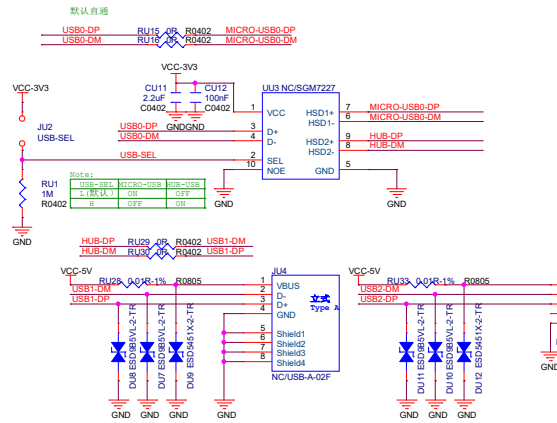 默认直通
USB0-DP RU15 0R R0402 MICRO-USB0-DP
USB0-DM RU16 0R R0402 MICRO-USB0-DM
VCC-3V3
VCC-3V3
CU11 CU12
2.2uF 100nF
C0402 C0402
GND GND
UU3 NC/SGM7227
1 VCC
HSD1+ 7 MICRO-USB0-DP
HSD1- 6 MICRO-USB0-DM
USB0-DP 3 D+
USB0-DM 4 D-
HSD2+ 9 HUB-DP
HSD2- 8 HUB-DM
USB-SEL 2 SEL
10 NOE
GND 5
GND
GND
JU2
USB-SEL
RU1
1M
R0402
GND
Note:
USB-SEL MICRO-USB HUB-USB
L(默认) ON OFF
H OFF ON
HUB-DP RU29 0R R0402 USB1-DM
HUB-DM RU30 0R R0402 USB1-DP
VCC-5V
RU28 0.01R-1% R0805
USB1-DM
USB1-DP
JU4
1 VBUS
2 D-
3 D+
4 GND
5 Shield1
6 Shield2
7 Shield3
8 Shield4
立式
Type A
NC/USB-A-02F
DU8 ESD9B5VL-2-TR
DU7 ESD9B5VL-2-TR
DU9 ESD5451X-2-TR
GND GND GND
GND
VCC-5V
RU33 0.01R-1% R0805
USB2-DM
USB2-DP
DU11 ESD9B5VL-2-TR
DU10 ESD9B5VL-2-TR
DU12 ESD5451X-2-TR
GND GND GND
GND